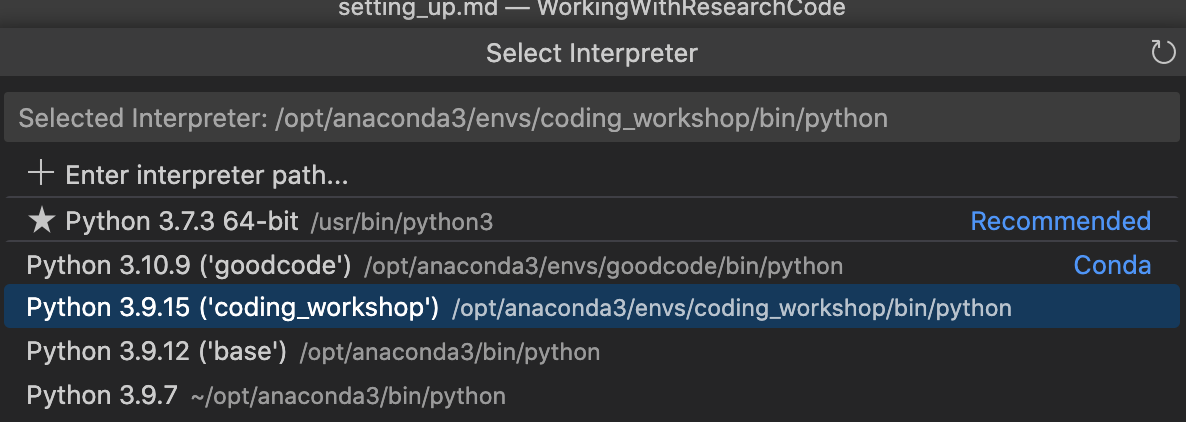 setting_up.md — WorkingWithResearchCode
Select Interpreter
Selected Interpreter: /opt/anaconda3/envs/coding_workshop/bin/python
Enter interpreter path...
Python 3.7.3 64-bit /usr/bin/python3 Recommended
Python 3.10.9 ('goodcode') /opt/anaconda3/envs/goodcode/bin/python Conda
Python 3.9.15 ('coding_workshop') /opt/anaconda3/envs/coding_workshop/bin/python
Python 3.9.12 ('base') /opt/anaconda3/bin/python
Python 3.9.7 ~/opt/anaconda3/bin/python